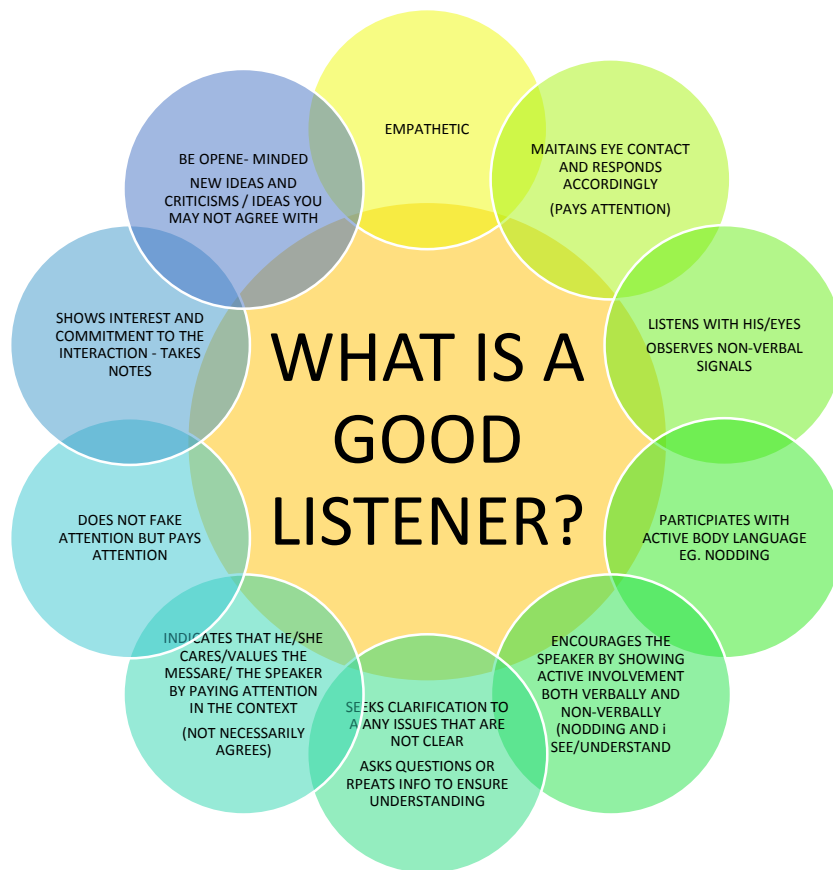 WHAT IS A
GOOD
LISTENER?
EMPATHETIC
MAITAINS EYE CONTACT
AND RESPONDS
ACCORDINGLY
(PAYS ATTENTION)
LISTENS WITH HIS/EYES
OBSERVES NON-VERBAL
SIGNALS
PARTICPIATES WITH
ACTIVE BODY LANGUAGE
EG. NODDING
ENCOURAGES THE
SPEAKER BY SHOWING
ACTIVE INVOLVEMENT
BOTH VERBALLY AND
NON-VERBALLY
(NODDING AND i
SEE/UNDERSTAND
SEEKS CLARIFICATION TO
ANY ISSUES THAT ARE
NOT CLEAR
ASKS QUESTIONS OR
RPEATS INFO TO ENSURE
UNDERSTANDING
INDICATES THAT HE/SHE
CARES/VALUES THE
MESSARE/ THE SPEAKER
BY PAYING ATTENTION
IN THE CONTEXT
(NOT NECESSARILY
AGREES)
DOES NOT FAKE
ATTENTION BUT PAYS
ATTENTION
SHOWS INTEREST AND
COMMITMENT TO THE
INTERACTION - TAKES
NOTES
BE OPENE- MINDED
NEW IDEAS AND
CRITICISMS / IDEAS YOU
MAY NOT AGREE WITH